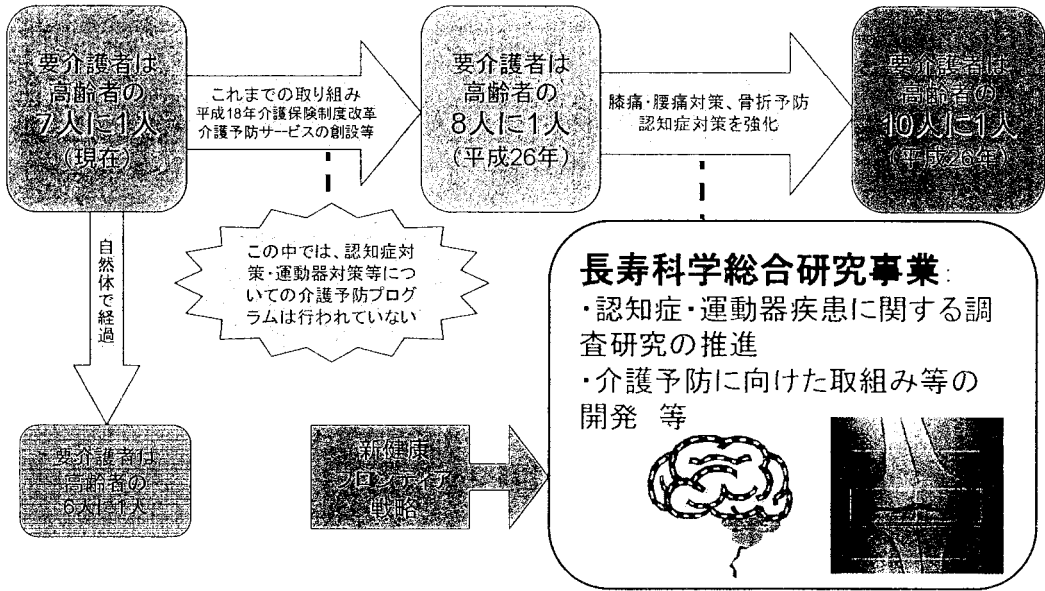 要介護者は
高齢者の
7人に1人
(現在)
これまでの取り組み
平成18年介護保険制度改革
介護予防サービスの創設等
要介護者は
高齢者の
8人に1人
(平成26年)
膝痛・腰痛対策、骨折予防
認知症対策を強化
要介護者は
高齢者の
10人に1人
(平成26年)
自然体で経過
この中では、認知症対
策・運動器対策等につ
いての介護予防プログ
ラムは行われていない
要介護者は
高齢者の
6人に1人
新健康
フロンティア
戦略
長寿科学総合研究事業:
・認知症・運動器疾患に関する調
査研究の推進
・介護予防に向けた取組み等の
開発 等